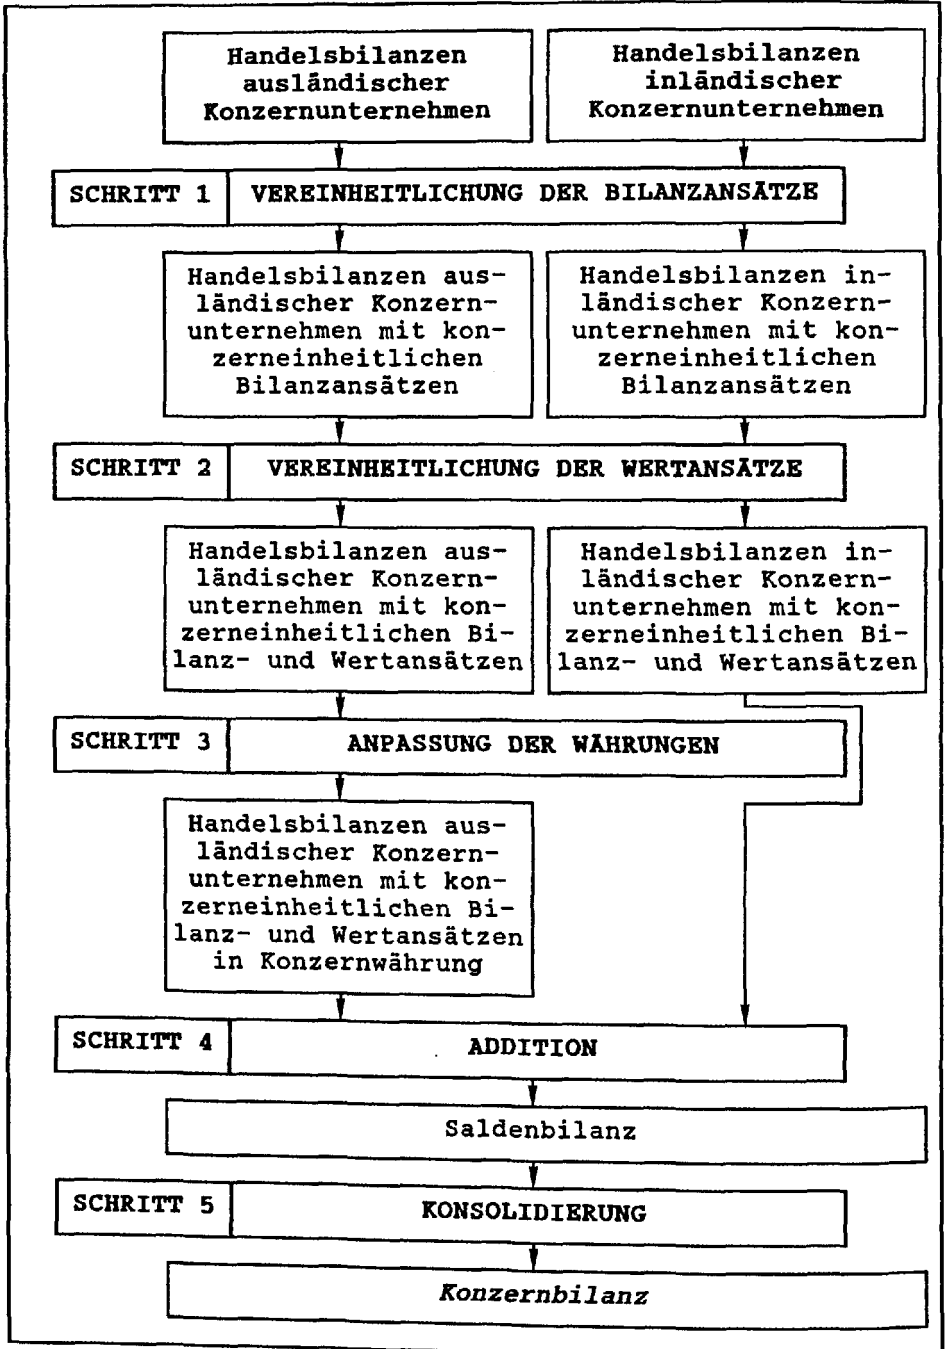 Handelsbilanzen
ausländischer
Konzernunternehmen
Handelsbilanzen
inländischer
Konzernunternehmen
SCHRITT 1
VEREINHEITLICHUNG DER BILANZANSÄTZE
Handelsbilanzen aus-
ländischer Konzern-
unternehmen mit kon-
zerneinheitlichen
Bilanzansätzen
Handelsbilanzen in-
ländischer Konzern-
unternehmen mit kon-
zerneinheitlichen
Bilanzansätzen
SCHRITT 2
VEREINHEITLICHUNG DER WERTANSÄTZE
Handelsbilanzen aus-
ländischer Konzern-
unternehmen mit kon-
zerneinheitlichen Bi-
lanz- und Wertansätzen
Handelsbilanzen in-
ländischer Konzern-
unternehmen mit kon-
zerneinheitlichen Bi-
lanz- und Wertansätzen
SCHRITT 3
ANPASSUNG DER WÄHRUNGEN
Handelsbilanzen aus-
ländischer Konzern-
unternehmen mit kon-
zerneinheitlichen Bi-
lanz- und Wertansätzen
in Konzernwährung
SCHRITT 4
ADDITION
Saldenbilanz
SCHRITT 5
KONSOLIDIERUNG
Konzernbilanz